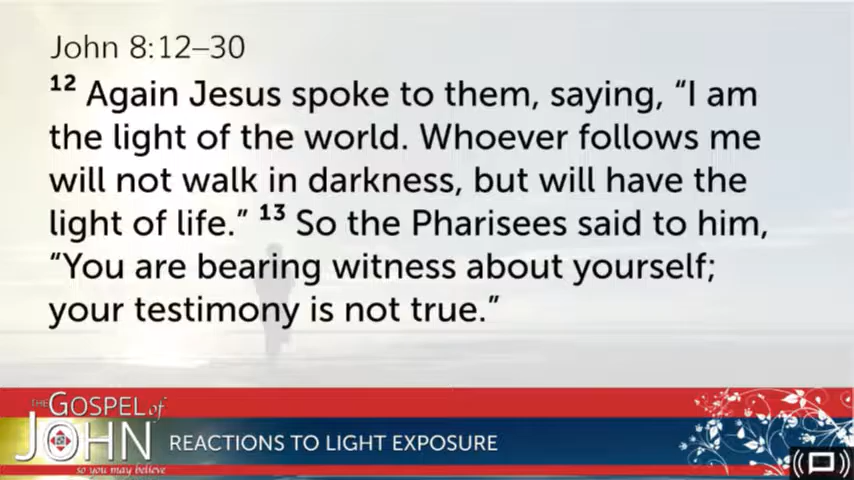 John 8:12–30
12 Again Jesus spoke to them, saying, “I am
the light of the world. Whoever follows me
will not walk in darkness, but will have the
light of life.” 13 So the Pharisees said to him,
“You are bearing witness about yourself;
your testimony is not true.”
THE GOSPEL of
JOHN
so you may believe
REACTIONS TO LIGHT EXPOSURE